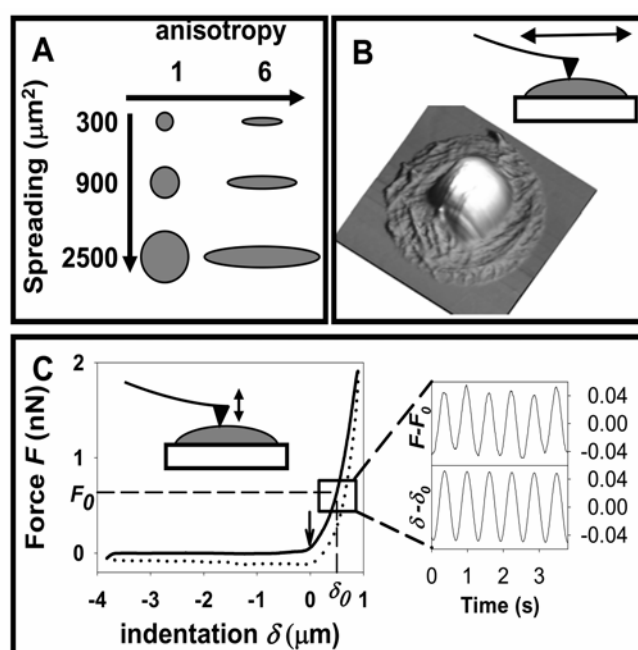 A
anisotropy
1 6
Spreading (μm²)
300
900
2500
B
C
Force F (nN)
2
1
F₀
0
-4 -3 -2 -1 0 δ₀ 1
indentation δ (μm)
F-F₀
0.04
0.00
-0.04
δ-δ₀
0.04
0.00
-0.04
0 1 2 3
Time (s)